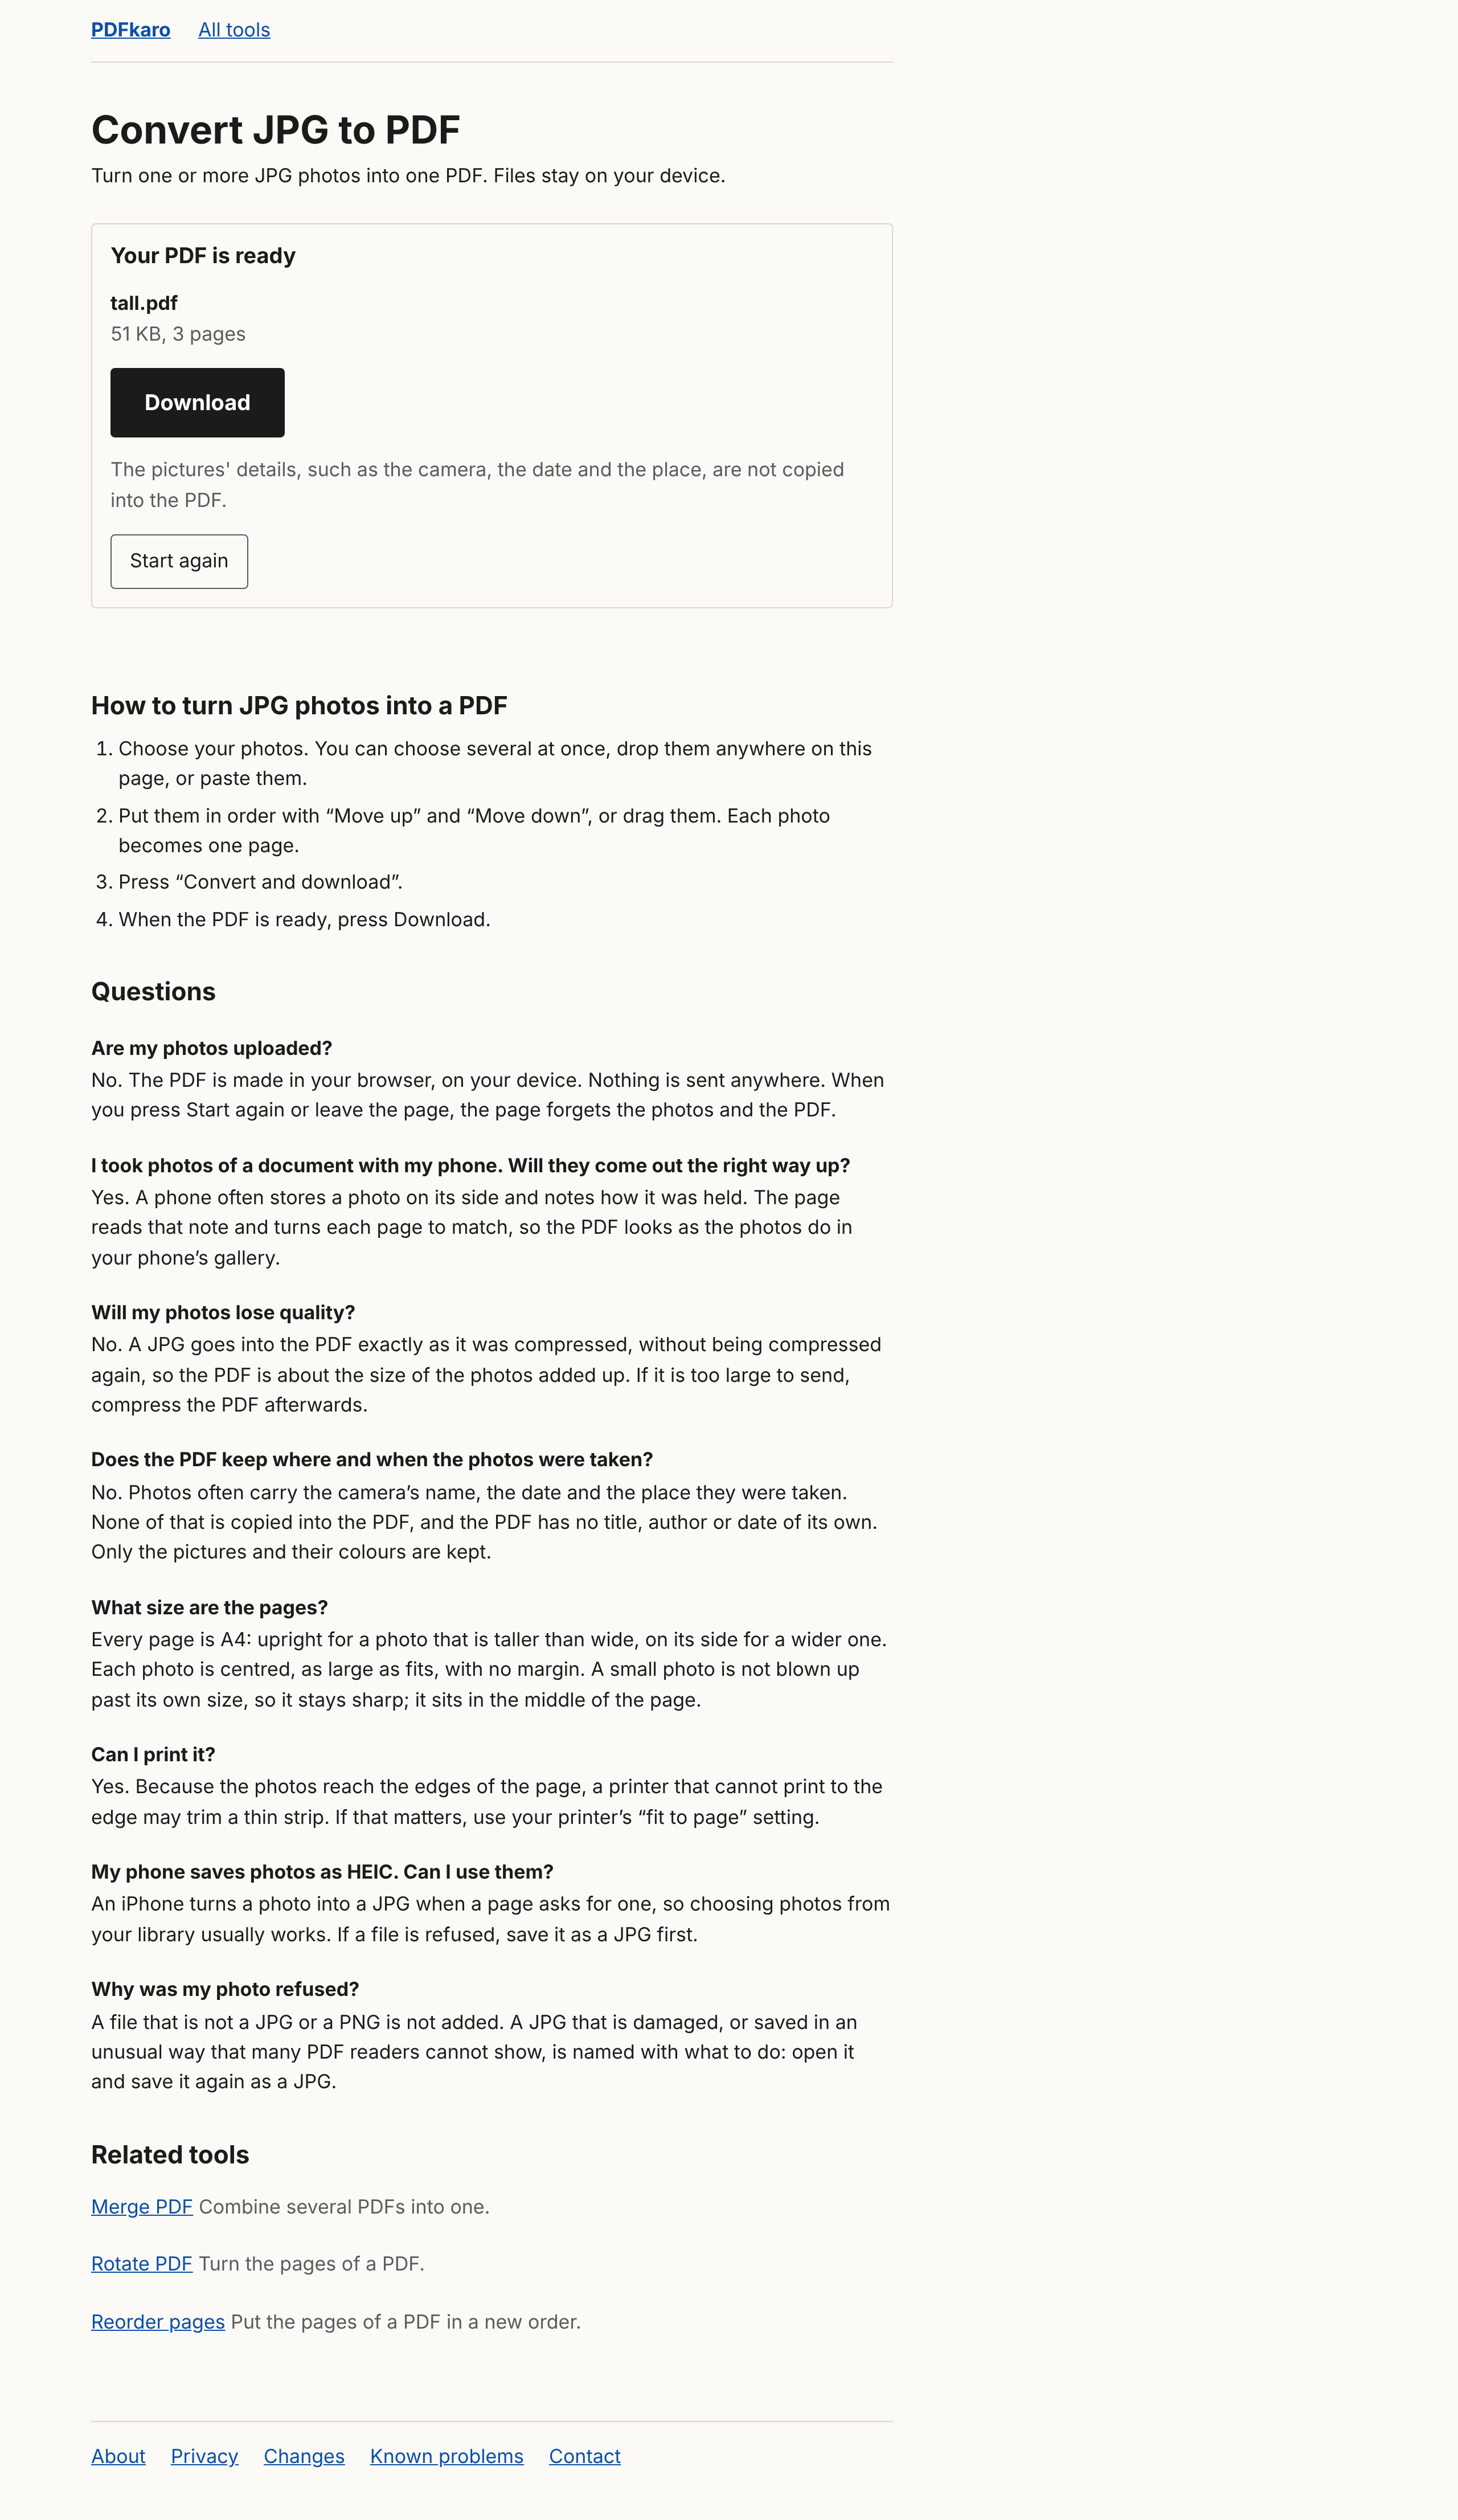 PDFkaro All tools
Convert JPG to PDF
Turn one or more JPG photos into one PDF. Files stay on your device.
Your PDF is ready
tall.pdf
51 KB, 3 pages
Download
The pictures' details, such as the camera, the date and the place, are not copied
into the PDF.
Start again
How to turn JPG photos into a PDF
1. Choose your photos. You can choose several at once, drop them anywhere on this
page, or paste them.
2. Put them in order with “Move up” and “Move down”, or drag them. Each photo
becomes one page.
3. Press “Convert and download”.
4. When the PDF is ready, press Download.
Questions
Are my photos uploaded?
No. The PDF is made in your browser, on your device. Nothing is sent anywhere. When
you press Start again or leave the page, the page forgets the photos and the PDF.
I took photos of a document with my phone. Will they come out the right way up?
Yes. A phone often stores a photo on its side and notes how it was held. The page
reads that note and turns each page to match, so the PDF looks as the photos do in
your phone’s gallery.
Will my photos lose quality?
No. A JPG goes into the PDF exactly as it was compressed, without being compressed
again, so the PDF is about the size of the photos added up. If it is too large to send,
compress the PDF afterwards.
Does the PDF keep where and when the photos were taken?
No. Photos often carry the camera’s name, the date and the place they were taken.
None of that is copied into the PDF, and the PDF has no title, author or date of its own.
Only the pictures and their colours are kept.
What size are the pages?
Every page is A4: upright for a photo that is taller than wide, on its side for a wider one.
Each photo is centred, as large as fits, with no margin. A small photo is not blown up
past its own size, so it stays sharp; it sits in the middle of the page.
Can I print it?
Yes. Because the photos reach the edges of the page, a printer that cannot print to the
edge may trim a thin strip. If that matters, use your printer’s “fit to page” setting.
My phone saves photos as HEIC. Can I use them?
An iPhone turns a photo into a JPG when a page asks for one, so choosing photos from
your library usually works. If a file is refused, save it as a JPG first.
Why was my photo refused?
A file that is not a JPG or a PNG is not added. A JPG that is damaged, or saved in an
unusual way that many PDF readers cannot show, is named with what to do: open it
and save it again as a JPG.
Related tools
Merge PDF Combine several PDFs into one.
Rotate PDF Turn the pages of a PDF.
Reorder pages Put the pages of a PDF in a new order.
About Privacy Changes Known problems Contact